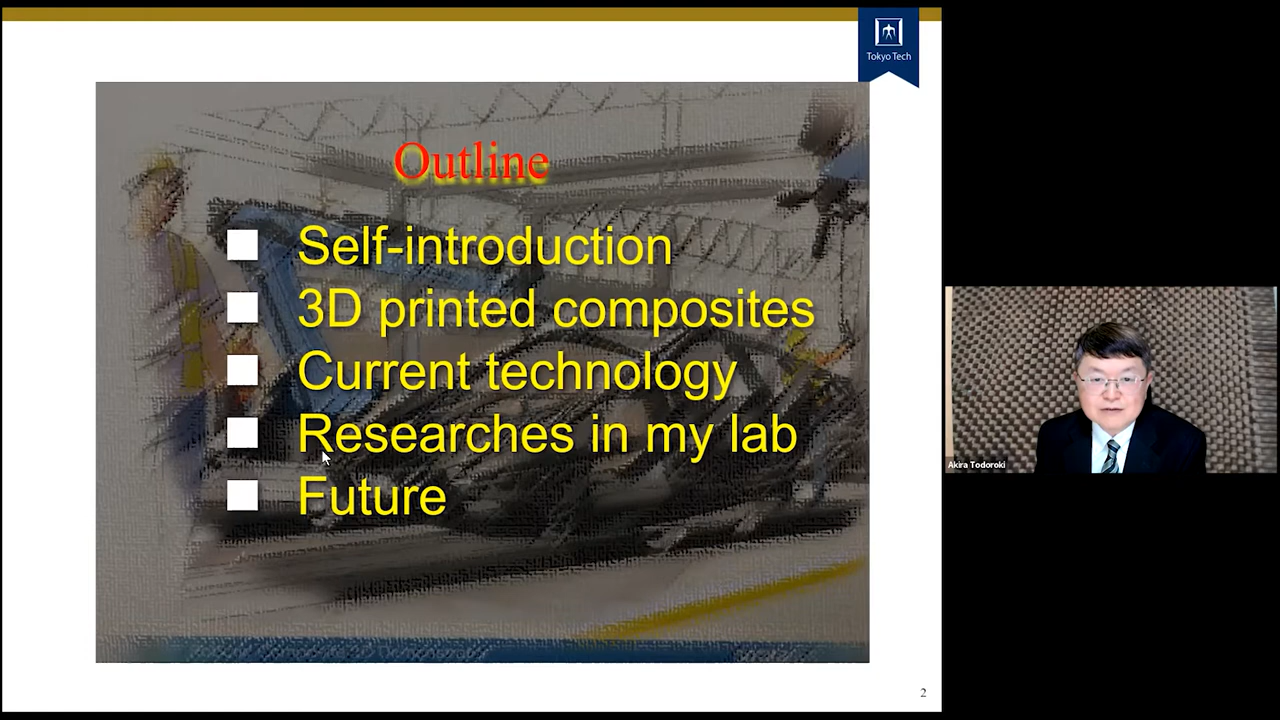 Tokyo Tech
Outline
Self-introduction
3D printed composites
Current technology
Researches in my lab
Future
Akira Todoroki
2